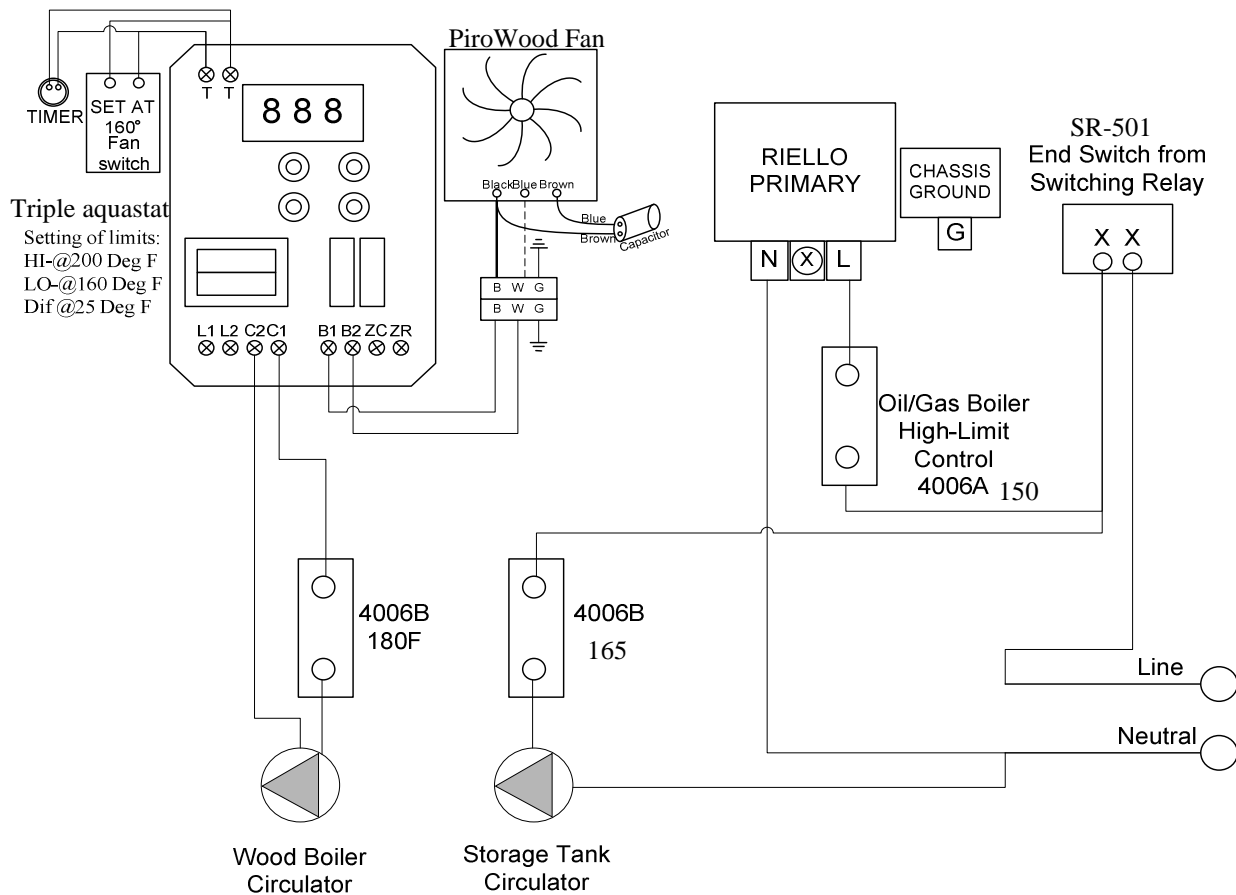 TIMER
SET AT
160°
Fan
switch
T T
8 8 8
Triple aquastat
Setting of limits:
HI-@200 Deg F
LO-@160 Deg F
Dif @25 Deg F
L1 L2 C2 C1 B1 B2 ZC ZR
PiroWood Fan
Black Blue Brown
Blue
Brown
Capacitor
B W G
B W G
RIELLO
PRIMARY
N X L
CHASSIS
GROUND
G
SR-501
End Switch from
Switching Relay
X X
Oil/Gas Boiler
High-Limit
Control
4006A 150
4006B
180F
4006B
165
Line
Neutral
Wood Boiler
Circulator
Storage Tank
Circulator